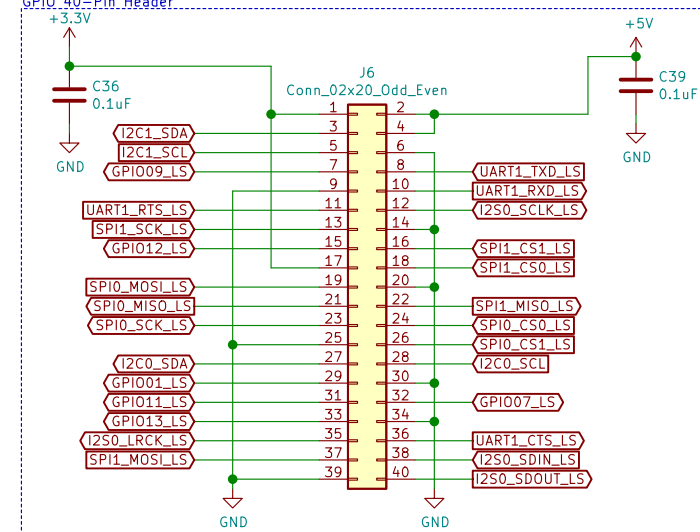 GPIO 40-Pin Header
+3.3V
+5V
C36
0.1uF
GND
J6
Conn_02x20_Odd_Even
C39
0.1uF
GND
1 2
I2C1_SDA 3 4
I2C1_SCL 5 6
GPIO09_LS 7 8 UART1_TXD_LS
9 10 UART1_RXD_LS
UART1_RTS_LS 11 12 I2S0_SCLK_LS
SPI1_SCK_LS 13 14
GPIO12_LS 15 16 SPI1_CS1_LS
17 18 SPI1_CS0_LS
SPI0_MOSI_LS 19 20
SPI0_MISO_LS 21 22 SPI1_MISO_LS
SPI0_SCK_LS 23 24 SPI0_CS0_LS
25 26 SPI0_CS1_LS
I2C0_SDA 27 28 I2C0_SCL
GPIO01_LS 29 30
GPIO11_LS 31 32 GPIO07_LS
GPIO13_LS 33 34
I2S0_LRCK_LS 35 36 UART1_CTS_LS
SPI1_MOSI_LS 37 38 I2S0_SDIN_LS
39 40 I2S0_SDOUT_LS
GND GND